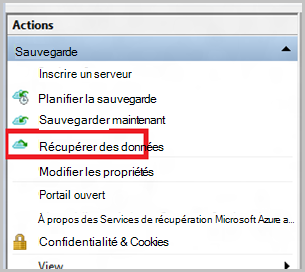 Actions
Sauvegarde
Inscrire un serveur
Planifier la sauvegarde
Sauvegarder maintenant
Récupérer des données
Modifier les propriétés
Portail ouvert
À propos des Services de récupération Microsoft Azure a...
Confidentialité & Cookies
View